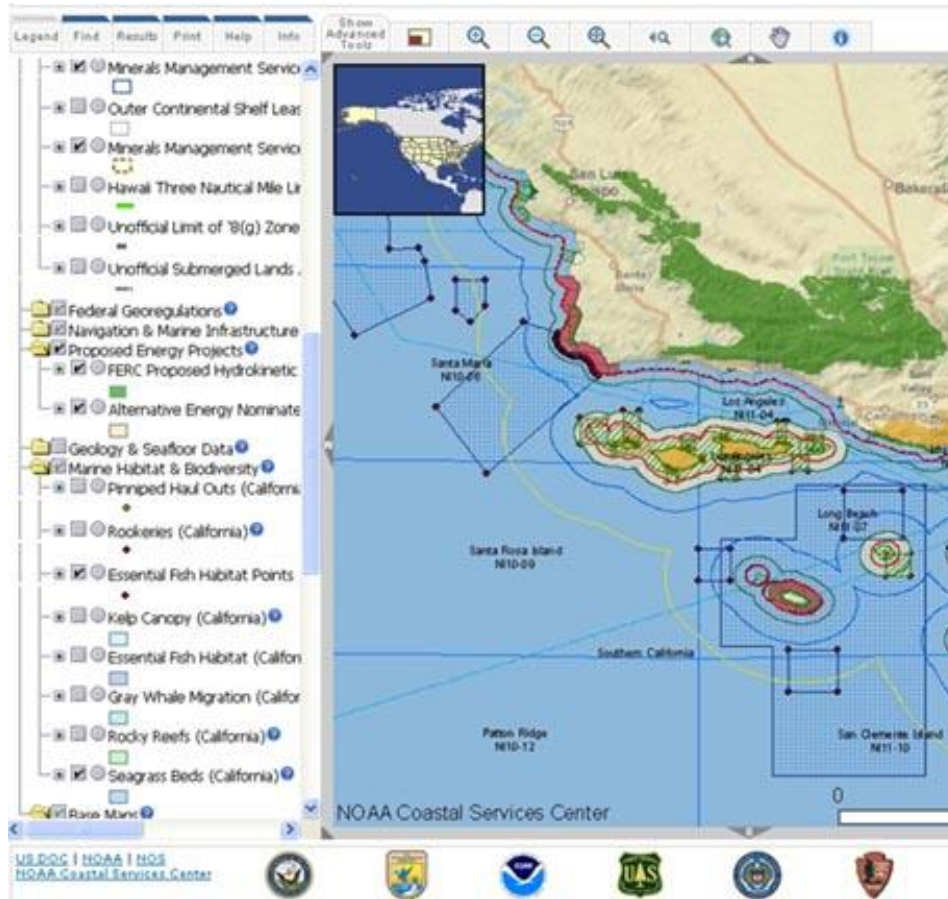 Legend Find Results Print Help Info
Show Advanced Tools
Minerals Management Servic
Outer Continental Shelf Leas
Minerals Management Servic
Hawaii Three Nautical Mile Li
Unofficial Limit of '8(g) Zone
Unofficial Submerged Lands
Federal Georegulations
Navigation & Marine Infrastructure
Proposed Energy Projects
FERC Proposed Hydrokinetic
Alternative Energy Nominate
Geology & Seafloor Data
Marine Habitat & Biodiversity
Pinniped Haul Outs (Californi
Rookeries (California)
Essential Fish Habitat Points
Kelp Canopy (California)
Essential Fish Habitat (Califor
Gray Whale Migration (Califor
Rocky Reefs (California)
Seagrass Beds (California)
Base Maps
San Luis
Obispo
Santa
Maria
Santa Maria
NI10-06
Los Angeles
NI11-04
Long Beach
NI11-07
Santa Rosa Island
NI10-09
Southern California
Patton Ridge
NI10-12
San Clemente Island
NI11-10
0
NOAA Coastal Services Center
US DOC | NOAA | NOS
NOAA Coastal Services Center
UAS